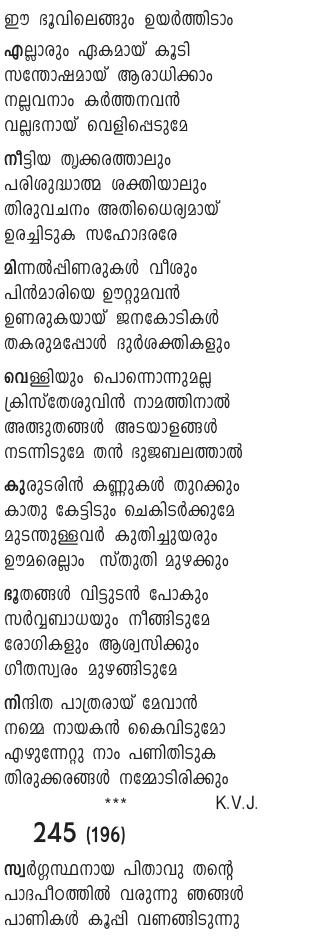 ഈ ഭൂവിലെങ്ങും ഉയർത്തിടാം
എല്ലാരും ഏകമായ് കൂടി
സന്തോഷമായ് ആരാധിക്കാം
നല്ലവനാം കർത്തനവൻ
വല്ലഭനായ് വെളിപ്പെടുമേ
നീട്ടിയ തൃക്കരത്താലും
പരിശുദ്ധാത്മ ശക്തിയാലും
തിരുവചനം അതിധൈര്യമായ്
ഉരച്ചിടുക സഹോദരരേ
മിന്നൽപ്പിണരുകൾ വീശും
പിൻമാരിയെ ഊറ്റുമവൻ
ഉണരുകയായ് ജനകോടികൾ
തകരുമപ്പോൾ ദുർശക്തികളും
വെള്ളിയും പൊന്നൊന്നുമല്ല
ക്രിസ്തേശുവിൻ നാമത്തിനാൽ
അത്ഭുതങ്ങൾ അടയാളങ്ങൾ
നടന്നിടുമേ തൻ ഭുജബലത്താൽ
കുരുടരിൻ കണ്ണുകൾ തുറക്കും
കാതു കേട്ടിടും ചെകിടർക്കുമേ
മുടന്തുള്ളവർ കുതിച്ചുയരും
ഊമരെല്ലാം സ്തുതി മുഴക്കും
ഭൂതങ്ങൾ വിട്ടുടൻ പോകും
സർവ്വബാധയും നീങ്ങിടുമേ
രോഗികളും ആശ്വസിക്കും
ഗീതസ്വരം മുഴങ്ങിടുമേ
നിന്ദിത പാത്രരായ് മേവാൻ
നമ്മെ നായകൻ കൈവിടുമോ
എഴുന്നേറ്റു നാം പണിതിടുക
തിരുക്കരങ്ങൾ നമ്മോടിരിക്കും
*** K.V.J.
245 (196)
സ്വർഗ്ഗസ്ഥനായ പിതാവു തന്റെ
പാദപീഠത്തിൽ വരുന്നു ഞങ്ങൾ
പാണികൾ കൂപ്പി വണങ്ങിടുന്നു